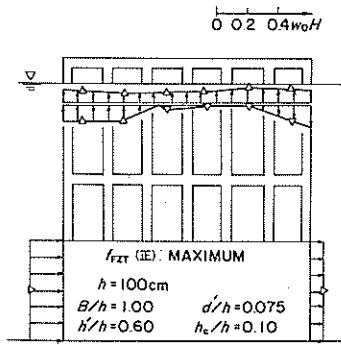 0 0.2 0.4w₀H
f_FZT (正): MAXIMUM
h=100cm
B/h=1.00 d′/h=0.075
h′/h=0.60 h_c/h=0.10